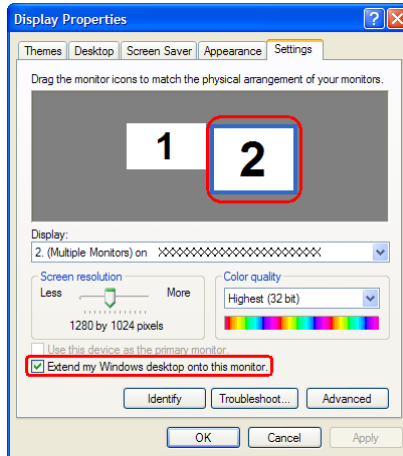 Display Properties
Themes Desktop Screen Saver Appearance Settings
Drag the monitor icons to match the physical arrangement of your monitors.
1 2
Display:
2. (Multiple Monitors) on XXXXXXXXXXXXXXXXXXXXXXX
Screen resolution Color quality
Less More Highest (32 bit)
1280 by 1024 pixels
Use this device as the primary monitor.
Extend my Windows desktop onto this monitor.
Identify Troubleshoot... Advanced
OK Cancel Apply